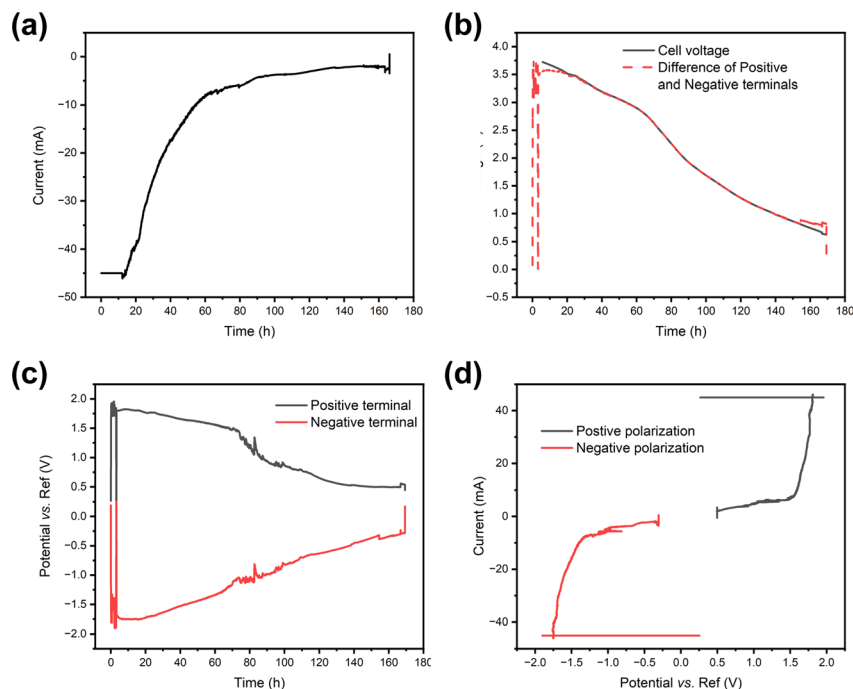 (a)
0
−10
−20
−30
−40
−50
Current (mA)
0 20 40 60 80 100 120 140 160 180
Time (h)
(b)
4.0
3.5
3.0
2.5
2.0
1.5
1.0
0.5
0.0
−0.5
Cell voltage
Difference of Positive
and Negative terminals
0 20 40 60 80 100 120 140 160 180
Time (h)
(c)
2.0
1.5
1.0
0.5
0.0
−0.5
−1.0
−1.5
−2.0
Potential vs. Ref (V)
Positive terminal
Negative terminal
0 20 40 60 80 100 120 140 160 180
Time (h)
(d)
40
20
0
−20
−40
Current (mA)
Postive polarization
Negative polarization
−2.0 −1.5 −1.0 −0.5 0.0 0.5 1.0 1.5 2.0
Potential vs. Ref (V)